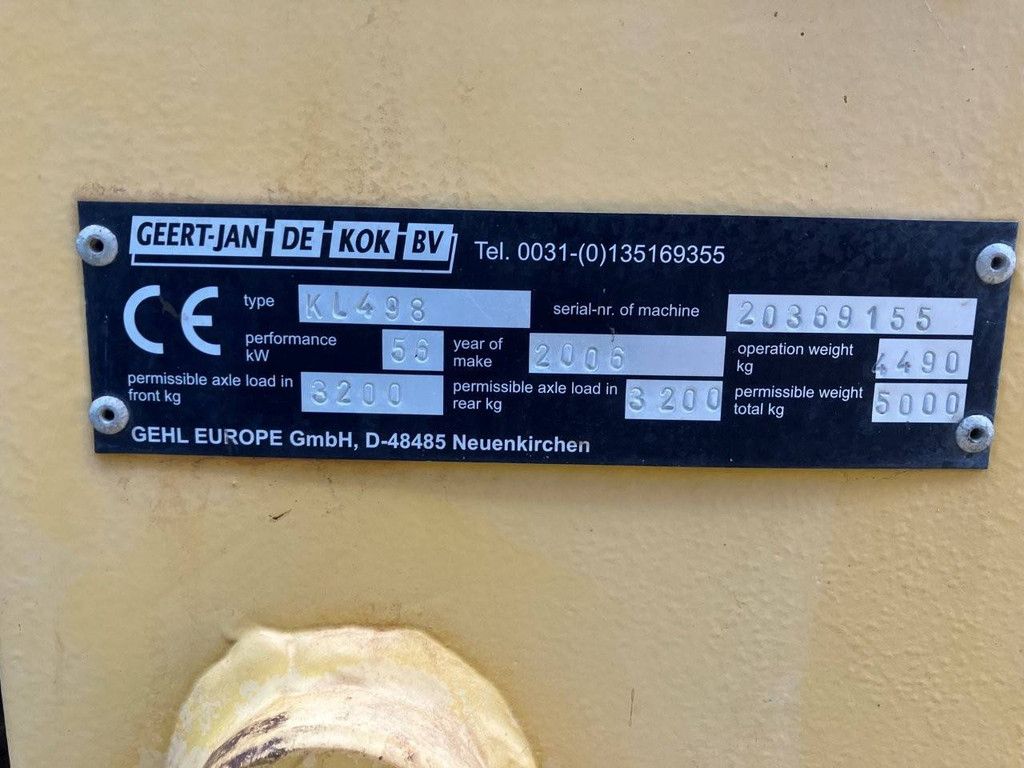 GEERT-JAN DE KOK BV Tel. 0031-(0)135169355
CE type KL498 serial-nr. of machine 20369155
performance kW 56 year of make 2006 operation weight kg 4490
permissible axle load in front kg 3200 permissible axle load in rear kg 3200 permissible weight total kg 5000
GEHL EUROPE GmbH, D-48485 Neuenkirchen